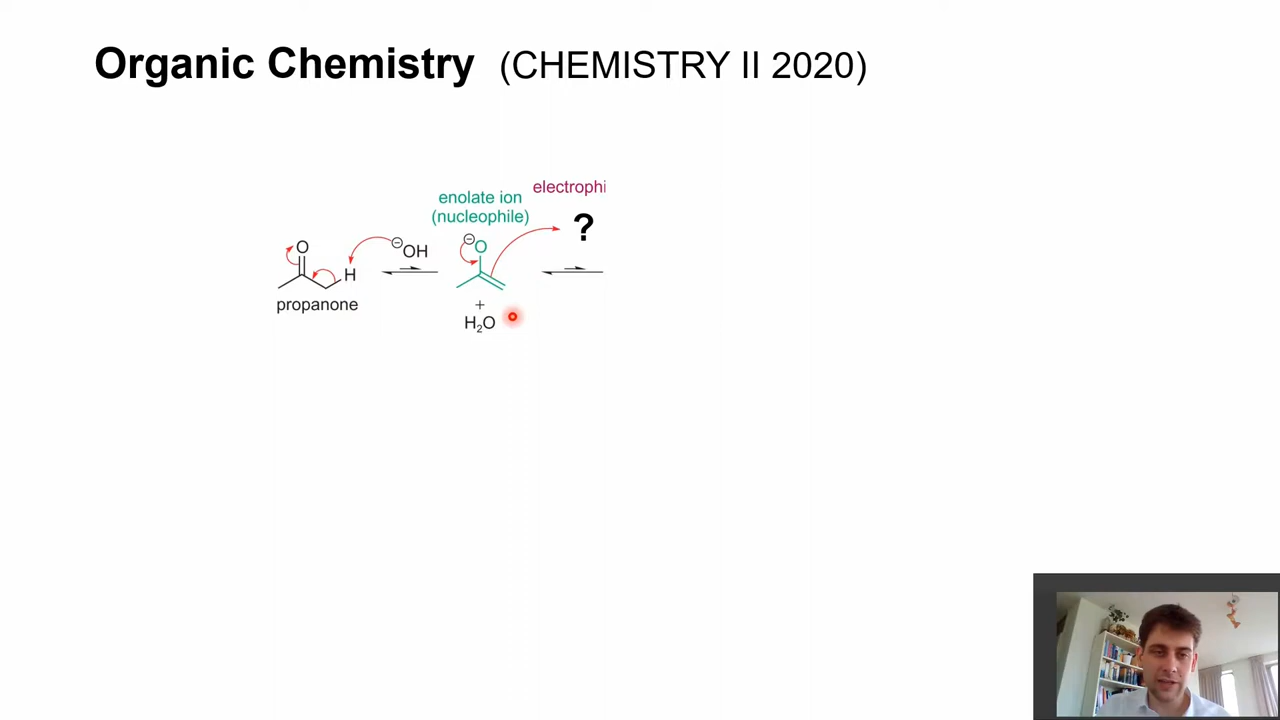 Organic Chemistry (CHEMISTRY II 2020)
electrophi
enolate ion
(nucleophile)
?
O
⊖OH
H
⊖O
propanone
+
H₂O